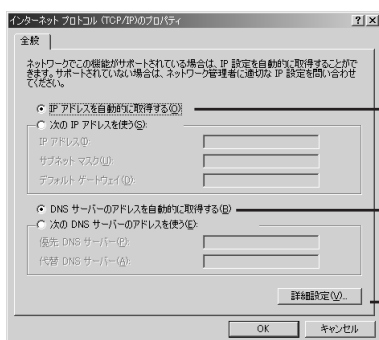 インターネット プロトコル (TCP/IP)のプロパティ
? ×
全般
ネットワークでこの機能がサポートされている場合は、IP 設定を自動的に取得することがで
きます。サポートされていない場合は、ネットワーク管理者に適切な IP 設定を問い合わせ
てください。
IP アドレスを自動的に取得する(O)
次の IP アドレスを使う(S):
IP アドレス(I):
サブネット マスク(U):
デフォルト ゲートウェイ(D):
DNS サーバーのアドレスを自動的に取得する(B)
次の DNS サーバーのアドレスを使う(E):
優先 DNS サーバー(P):
代替 DNS サーバー(A):
詳細設定(V)...
OK キャンセル